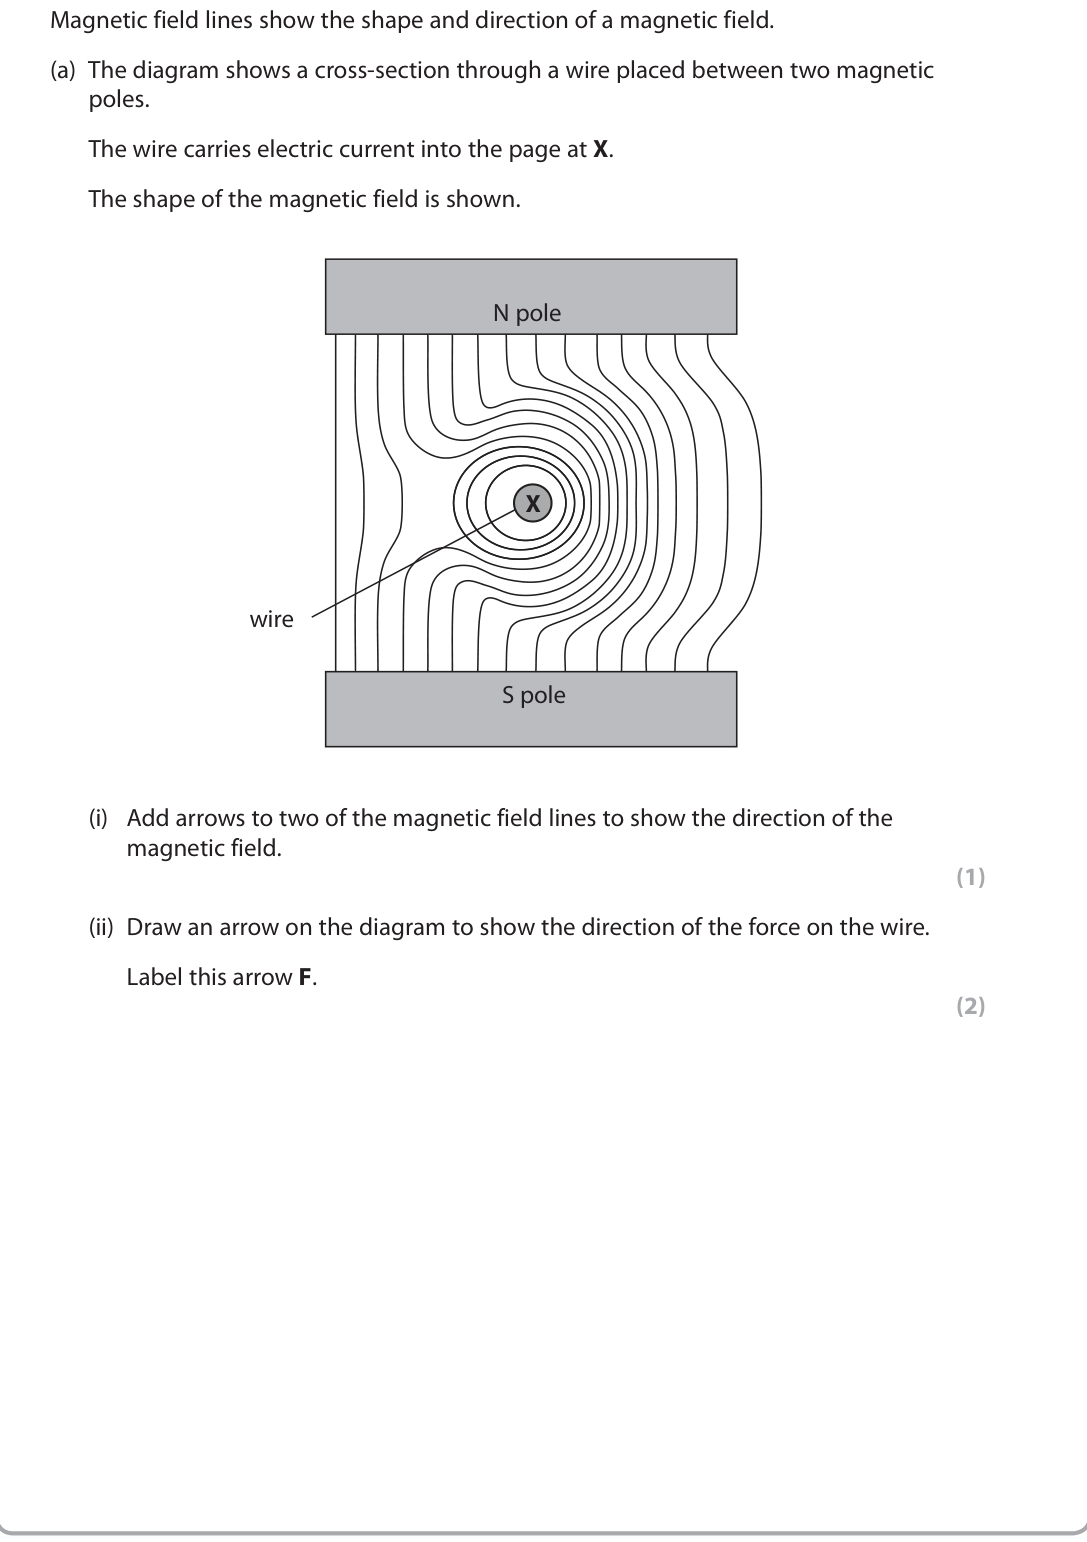 Magnetic field lines show the shape and direction of a magnetic field.
(a) The diagram shows a cross-section through a wire placed between two magnetic
poles.
The wire carries electric current into the page at X.
The shape of the magnetic field is shown.
N pole
X
wire
S pole
(i) Add arrows to two of the magnetic field lines to show the direction of the
magnetic field.
(1)
(ii) Draw an arrow on the diagram to show the direction of the force on the wire.
Label this arrow F.
(2)